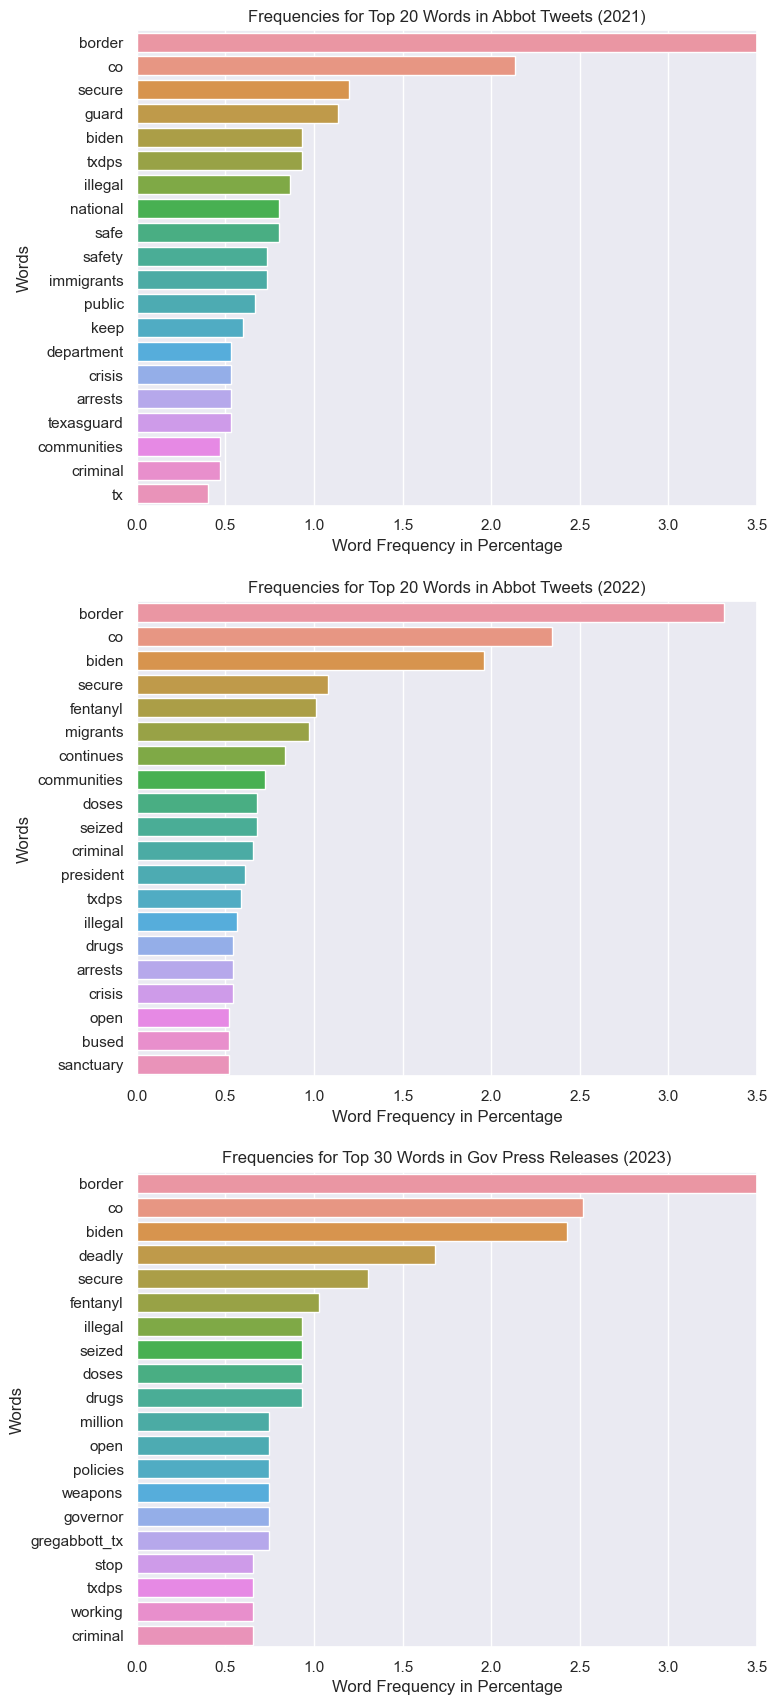 Frequencies for Top 20 Words in Abbot Tweets (2021)
Words
border
co
secure
guard
biden
txdps
illegal
national
safe
safety
immigrants
public
keep
department
crisis
arrests
texasguard
communities
criminal
tx
0.0 0.5 1.0 1.5 2.0 2.5 3.0 3.5
Word Frequency in Percentage
Frequencies for Top 20 Words in Abbot Tweets (2022)
Words
border
co
biden
secure
fentanyl
migrants
continues
communities
doses
seized
criminal
president
txdps
illegal
drugs
arrests
crisis
open
bused
sanctuary
0.0 0.5 1.0 1.5 2.0 2.5 3.0 3.5
Word Frequency in Percentage
Frequencies for Top 30 Words in Gov Press Releases (2023)
Words
border
co
biden
deadly
secure
fentanyl
illegal
seized
doses
drugs
million
open
policies
weapons
governor
gregabbott_tx
stop
txdps
working
criminal
0.0 0.5 1.0 1.5 2.0 2.5 3.0 3.5
Word Frequency in Percentage